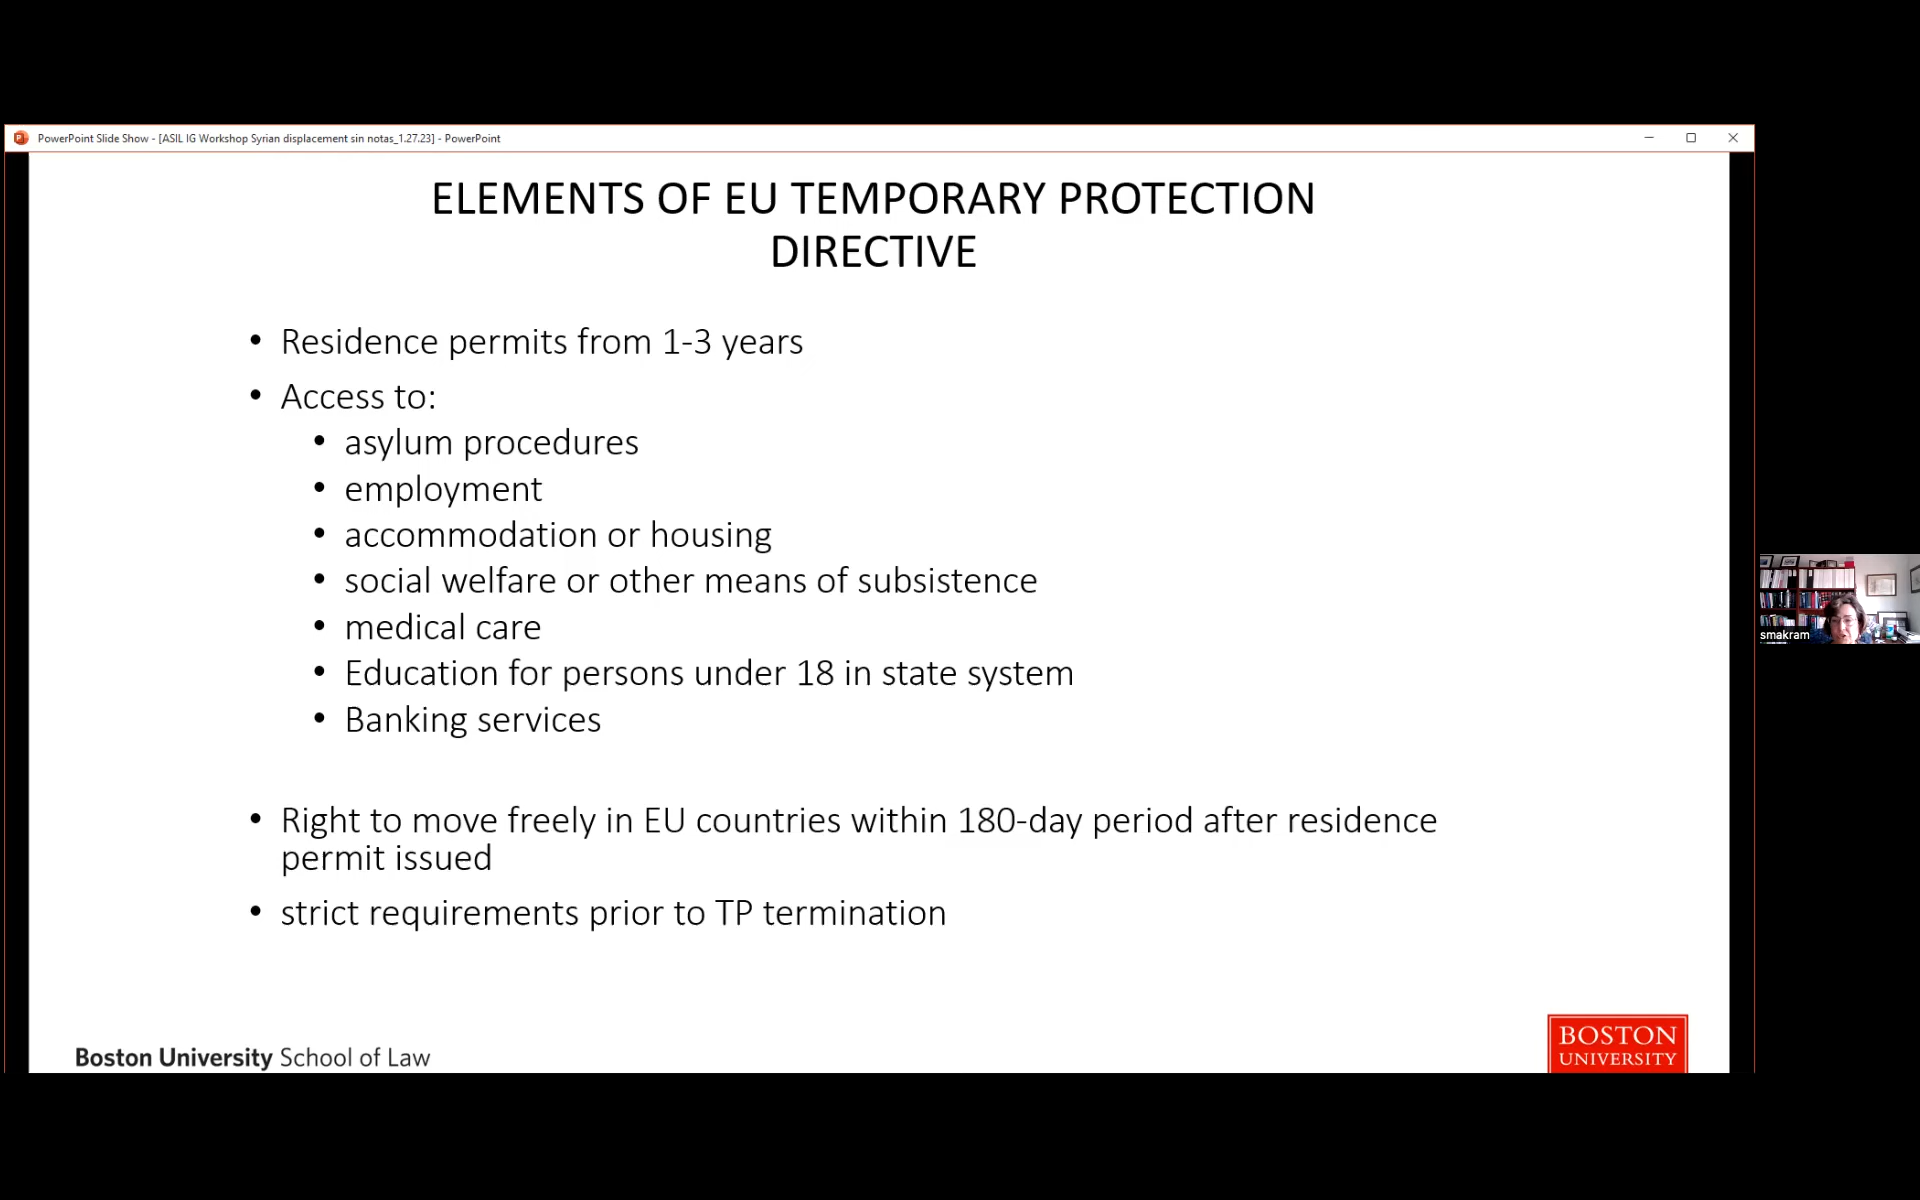 PowerPoint Slide Show - [ASIL IG Workshop Syrian displacement sin notas_1.27.23] - PowerPoint
ELEMENTS OF EU TEMPORARY PROTECTION
DIRECTIVE
• Residence permits from 1-3 years
• Access to:
• asylum procedures
• employment
• accommodation or housing
• social welfare or other means of subsistence
• medical care
• Education for persons under 18 in state system
• Banking services
• Right to move freely in EU countries within 180-day period after residence
permit issued
• strict requirements prior to TP termination
smakram
Boston University School of Law
BOSTON
UNIVERSITY